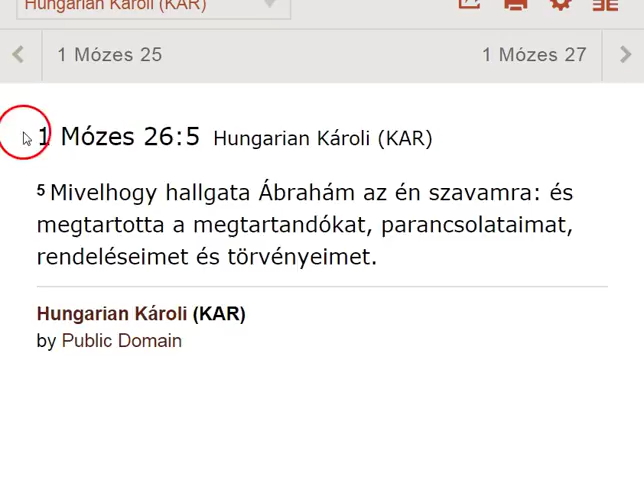 Hungarian Károli (KAR)
1 Mózes 25 1 Mózes 27
1 Mózes 26:5 Hungarian Károli (KAR)
5 Mivelhogy hallgata Ábrahám az én szavamra: és
megtartotta a megtartandókat, parancsolataimat,
rendeléseimet és törvényeimet.
Hungarian Károli (KAR)
by Public Domain